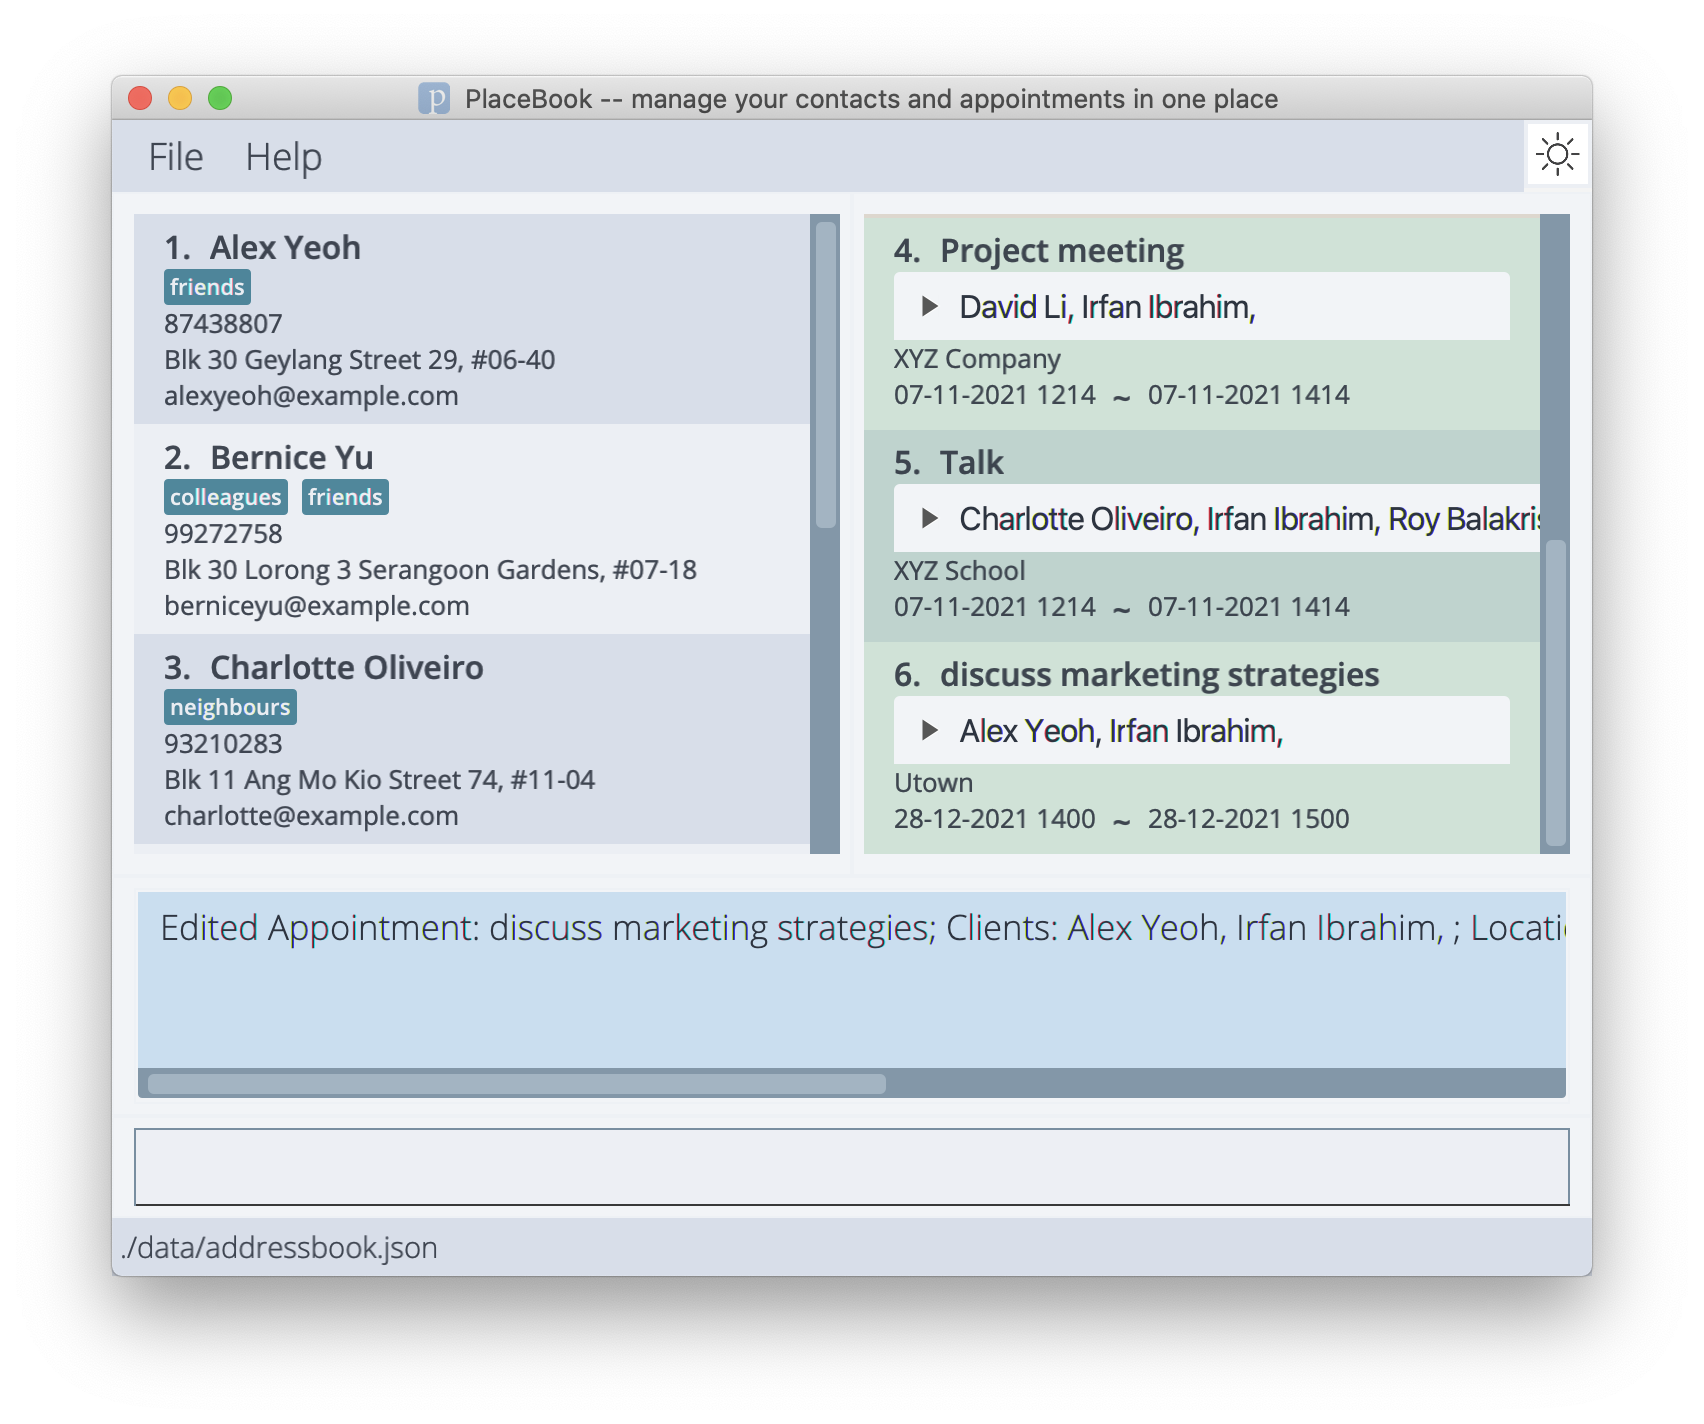 p PlaceBook -- manage your contacts and appointments in one place
File Help
1. Alex Yeoh
friends
87438807
Blk 30 Geylang Street 29, #06-40
alexyeoh@example.com
2. Bernice Yu
colleagues friends
99272758
Blk 30 Lorong 3 Serangoon Gardens, #07-18
berniceyu@example.com
3. Charlotte Oliveiro
neighbours
93210283
Blk 11 Ang Mo Kio Street 74, #11-04
charlotte@example.com
4. Project meeting
David Li, Irfan Ibrahim,
XYZ Company
07-11-2021 1214 ~ 07-11-2021 1414
5. Talk
Charlotte Oliveiro, Irfan Ibrahim, Roy Balakris
XYZ School
07-11-2021 1214 ~ 07-11-2021 1414
6. discuss marketing strategies
Alex Yeoh, Irfan Ibrahim,
Utown
28-12-2021 1400 ~ 28-12-2021 1500
Edited Appointment: discuss marketing strategies; Clients: Alex Yeoh, Irfan Ibrahim, ; Locatio
./data/addressbook.json